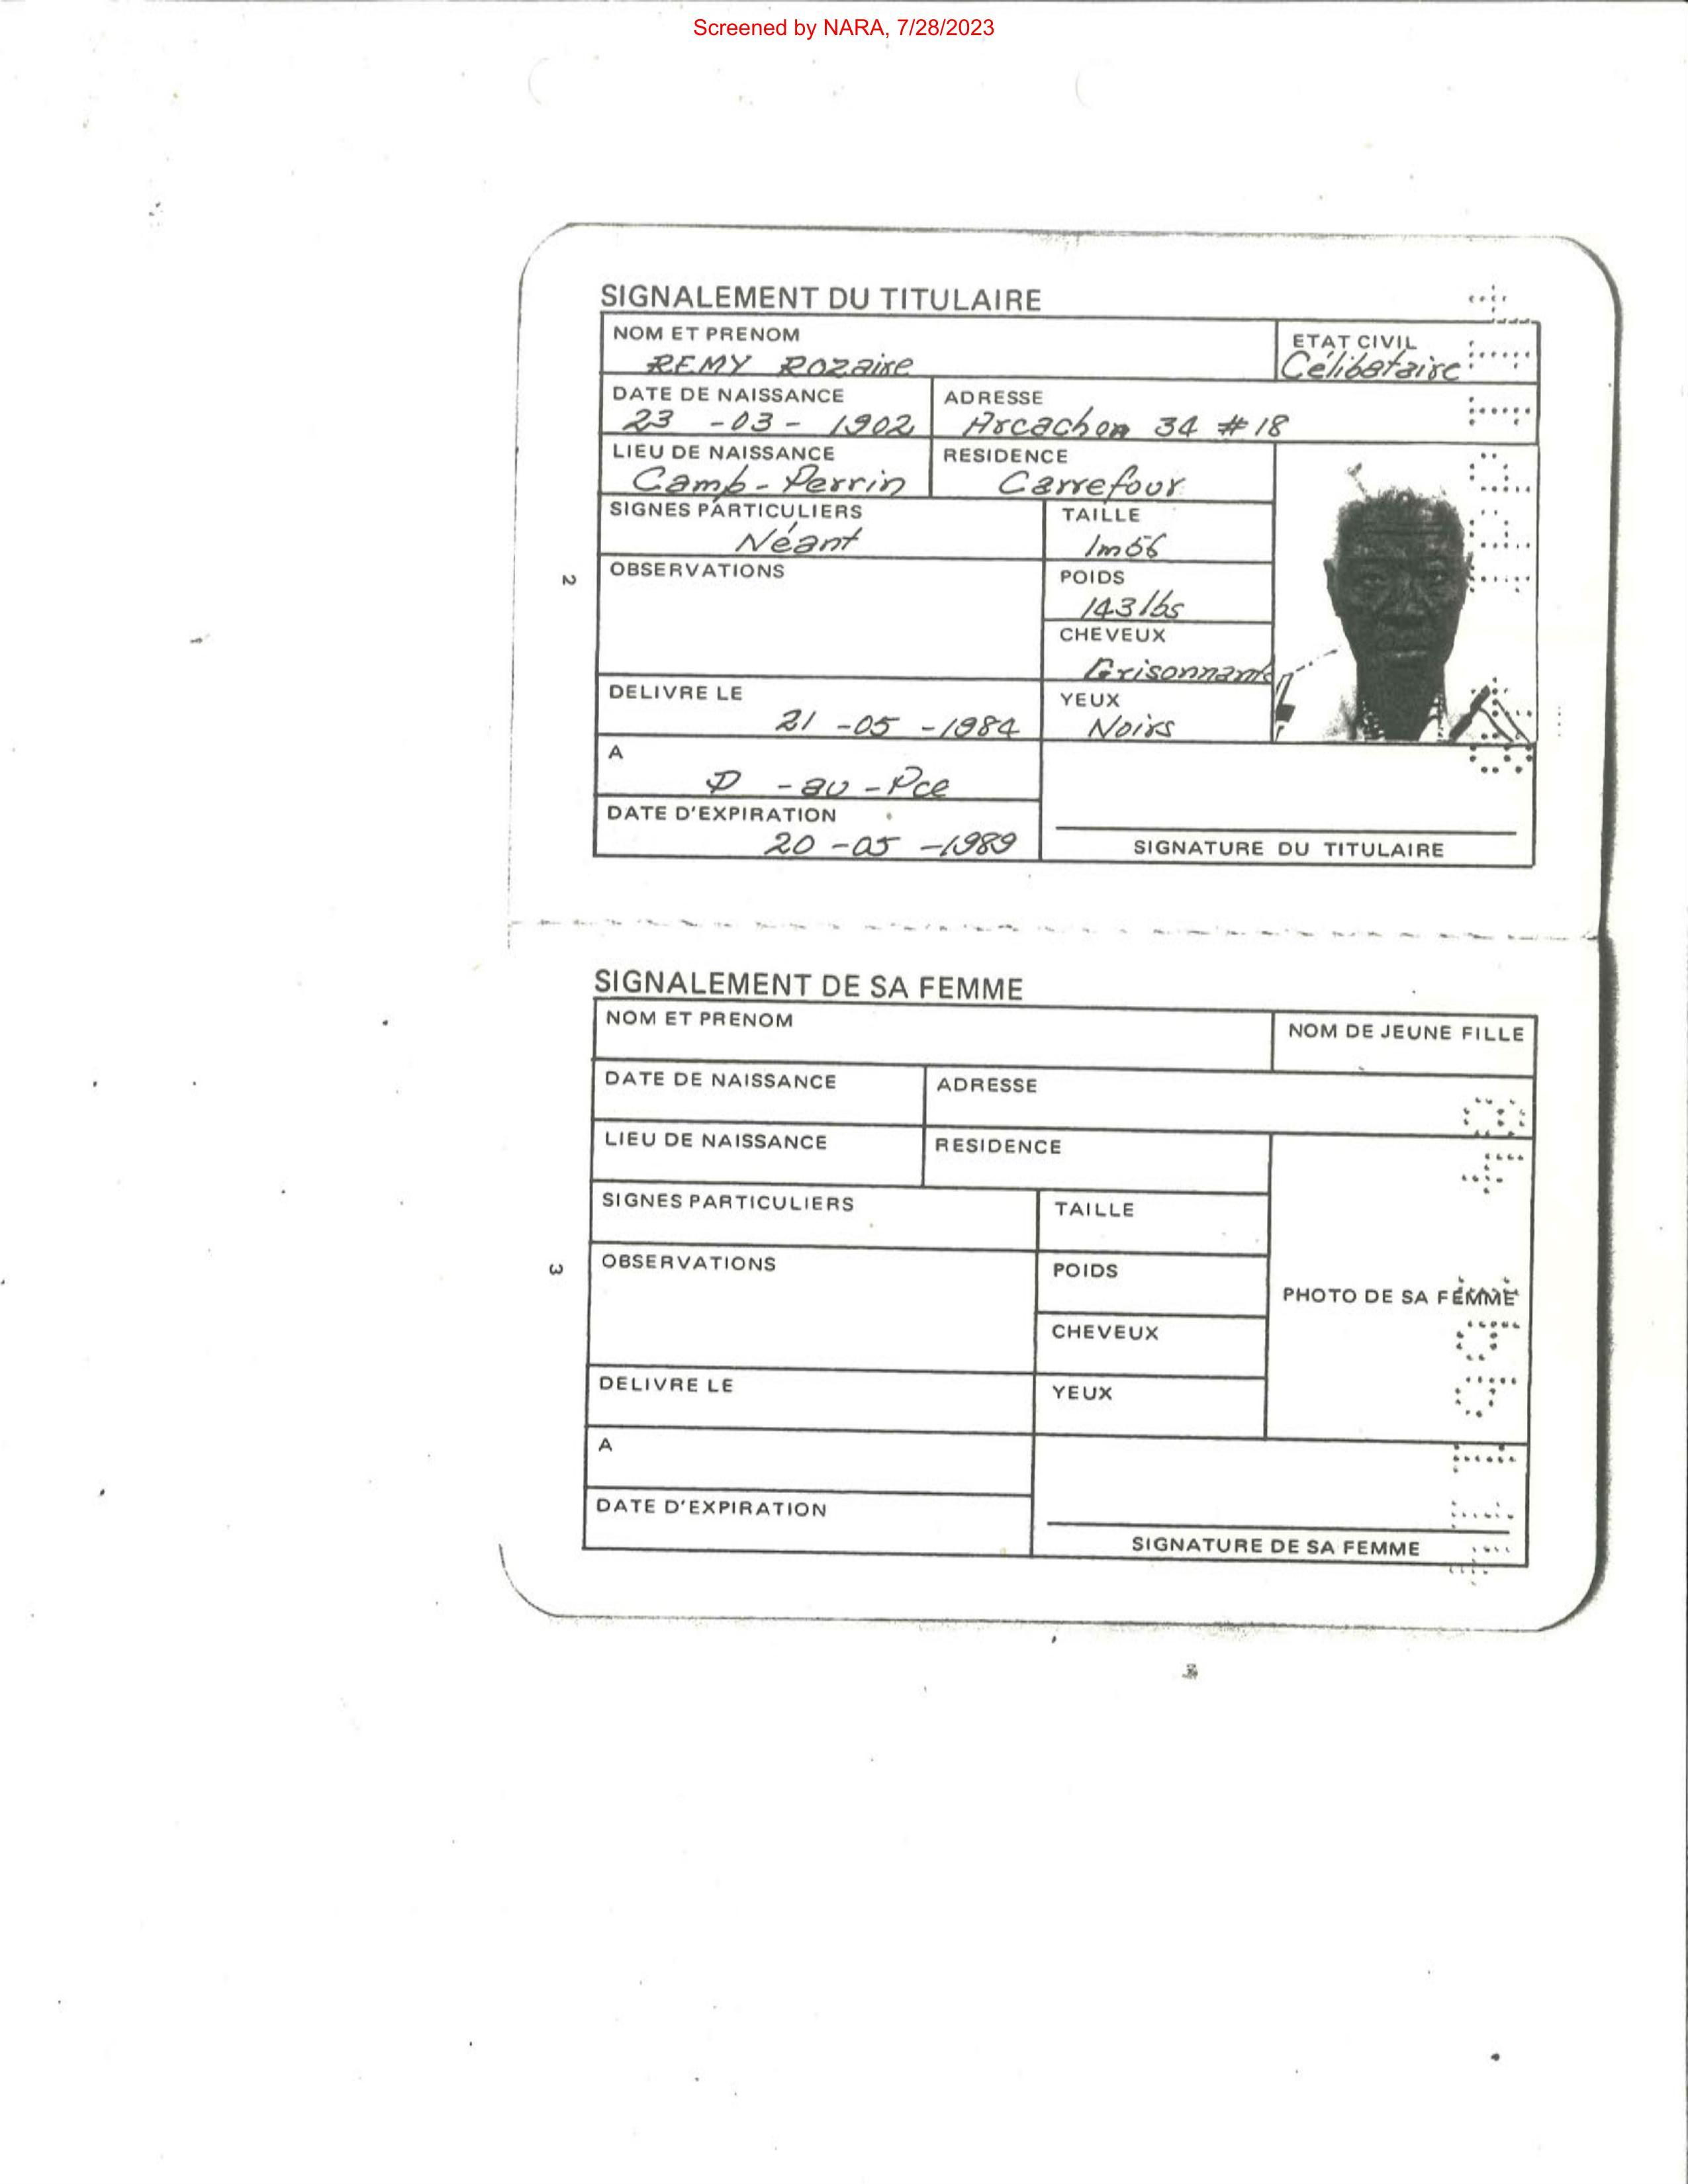 Screened by NARA, 7/28/2023
SIGNALEMENT DU TITULAIRE
NOM ET PRENOM
REMY Rozaire
ETAT CIVIL
Célibataire
DATE DE NAISSANCE
23 -03- 1902
ADRESSE
Arcachon 34 #18
LIEU DE NAISSANCE
Camp-Perrin
RESIDENCE
Carrefour
SIGNES PARTICULIERS
Néant
TAILLE
1m56
OBSERVATIONS
POIDS
143 lbs
CHEVEUX
Grisonnants
DELIVRE LE
21 -05 -1984
YEUX
Noirs
A
P -au-Pce
DATE D'EXPIRATION
20 -05 -1989
SIGNATURE DU TITULAIRE
2
SIGNALEMENT DE SA FEMME
NOM ET PRENOM
NOM DE JEUNE FILLE
DATE DE NAISSANCE
ADRESSE
LIEU DE NAISSANCE
RESIDENCE
SIGNES PARTICULIERS
TAILLE
OBSERVATIONS
POIDS
PHOTO DE SA FEMME
CHEVEUX
DELIVRE LE
YEUX
A
DATE D'EXPIRATION
SIGNATURE DE SA FEMME
3